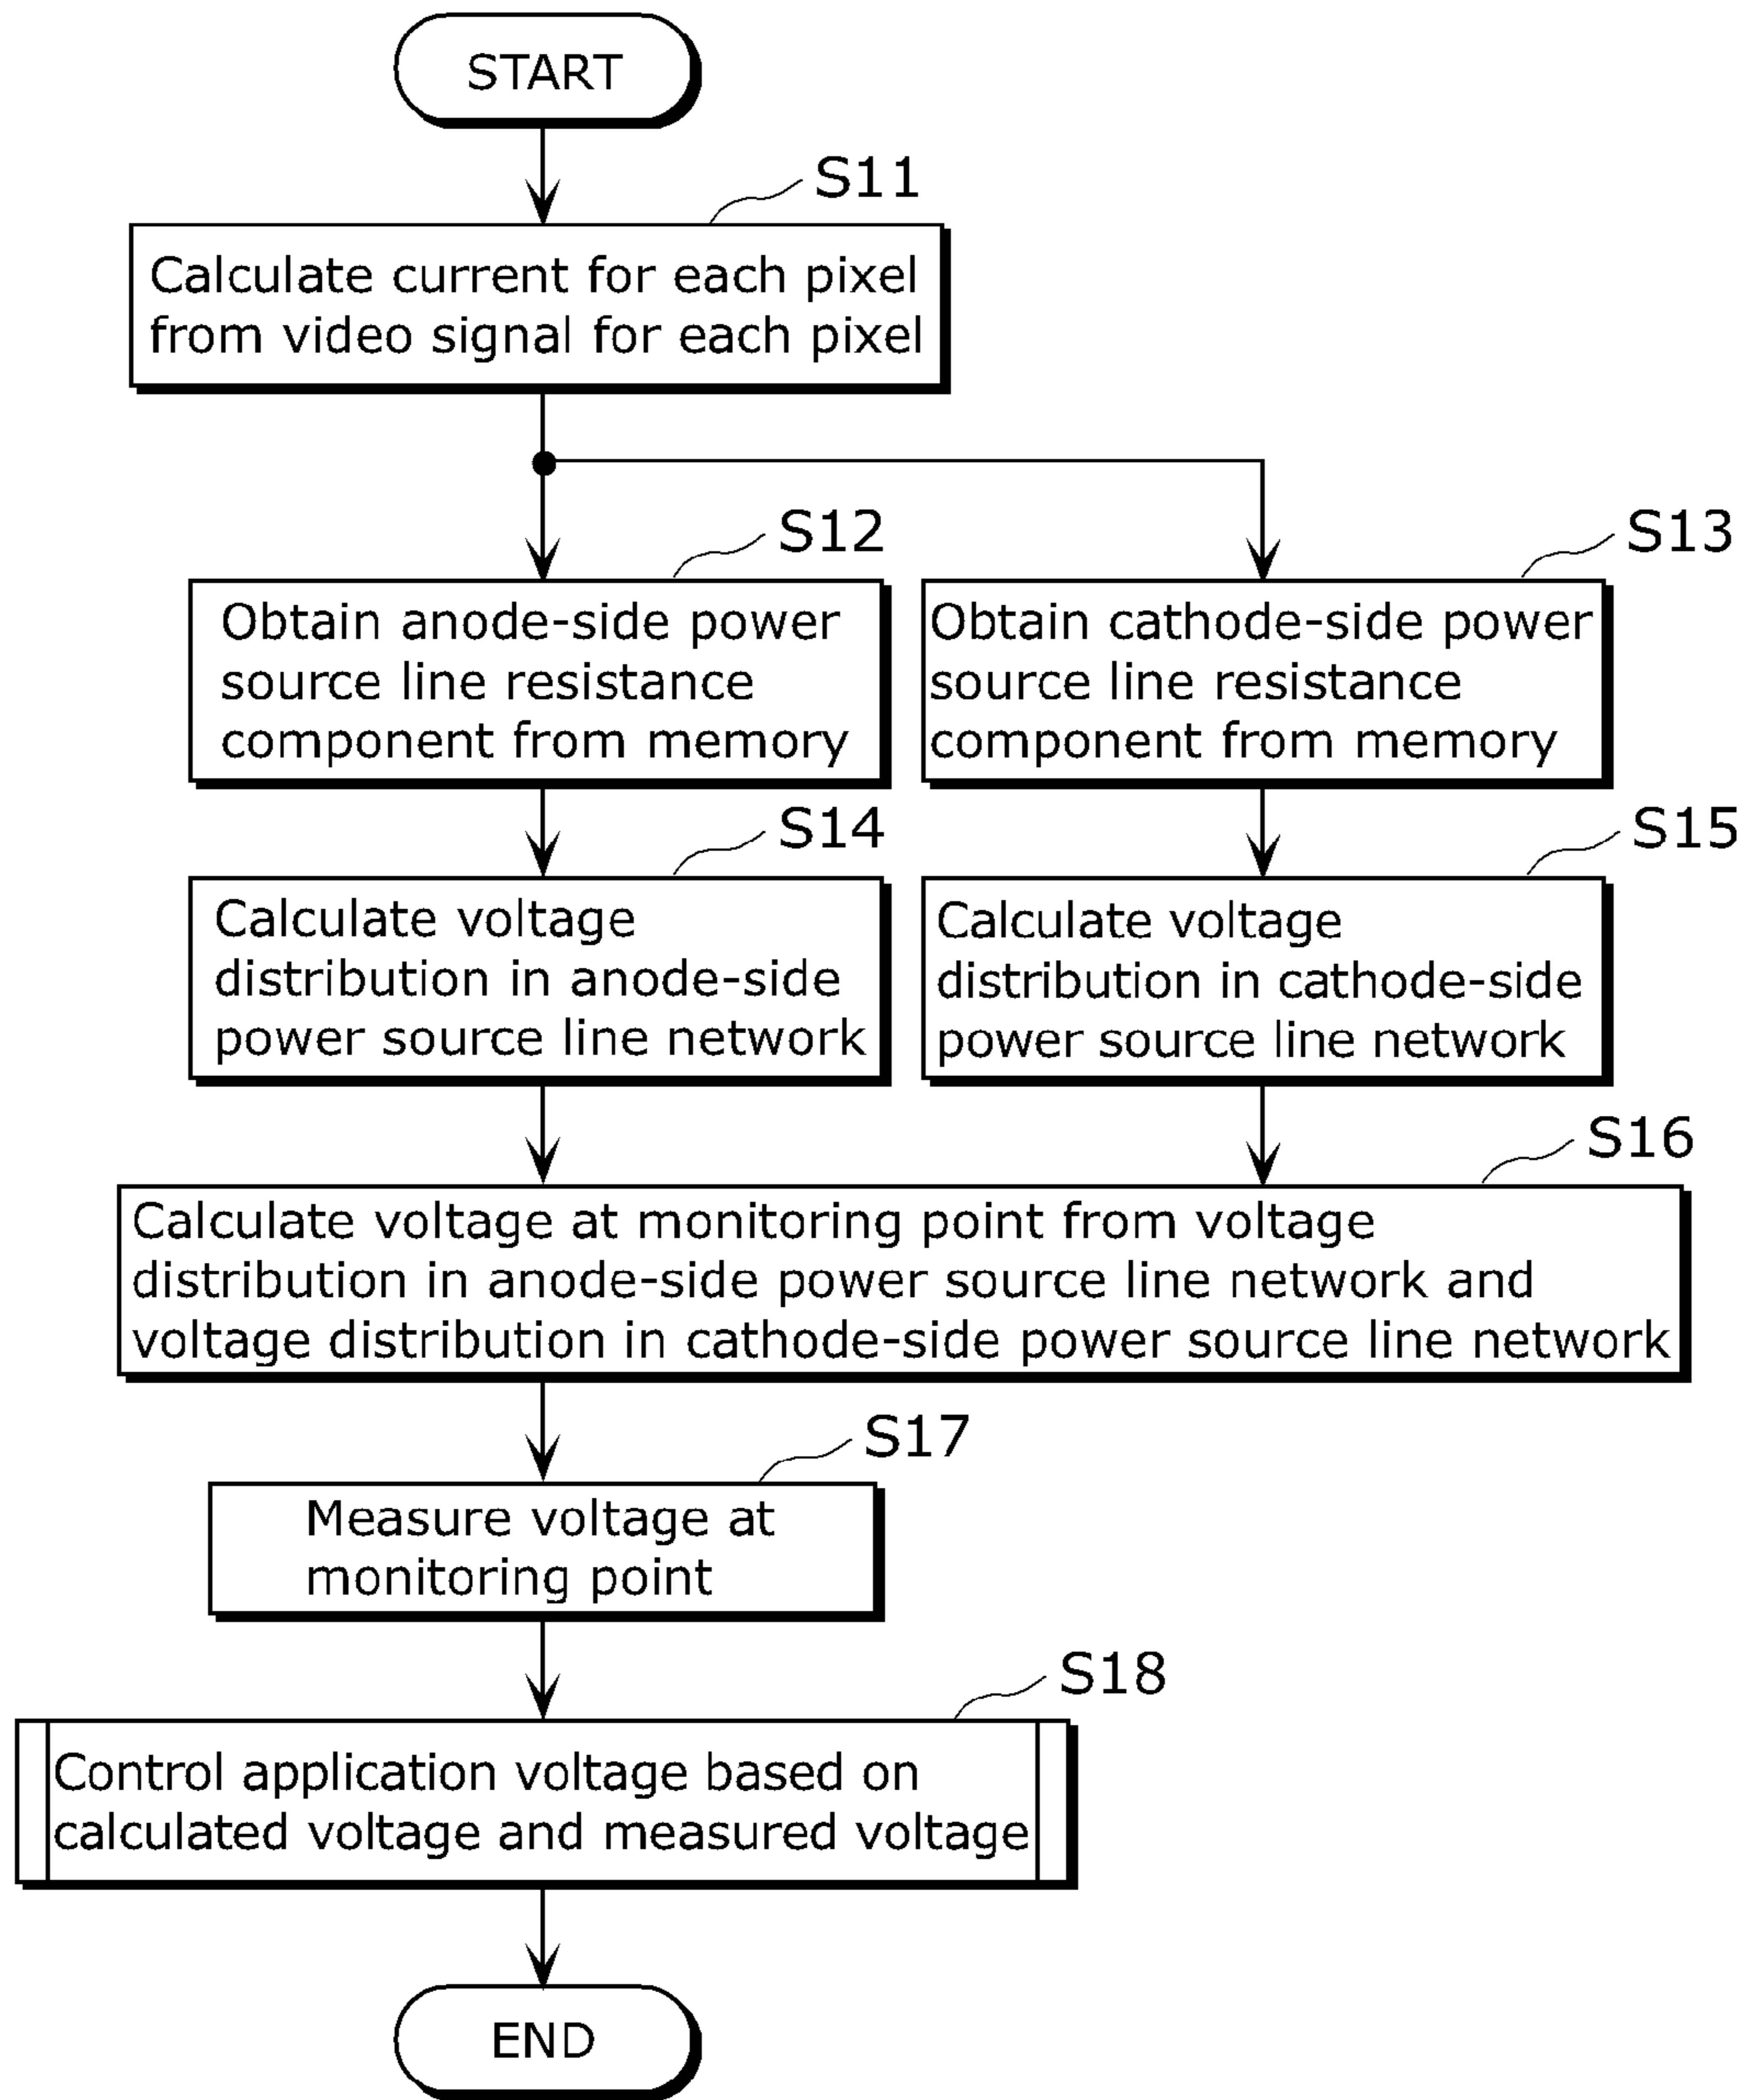 START
S11
Calculate current for each pixel
from video signal for each pixel
S12
Obtain anode-side power
source line resistance
component from memory
S13
Obtain cathode-side power
source line resistance
component from memory
S14
Calculate voltage
distribution in anode-side
power source line network
S15
Calculate voltage
distribution in cathode-side
power source line network
S16
Calculate voltage at monitoring point from voltage
distribution in anode-side power source line network and
voltage distribution in cathode-side power source line network
S17
Measure voltage at
monitoring point
S18
Control application voltage based on
calculated voltage and measured voltage
END